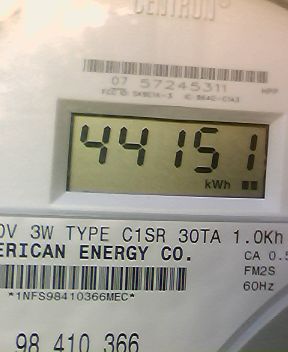 CENTRON
07 57245311
44151
kWh
0V 3W TYPE C1SR 30TA 1.0Kh
ERICAN ENERGY CO.
CA 0.5
FM2S
60Hz
*1NFS98410366MEC*
98 410 366